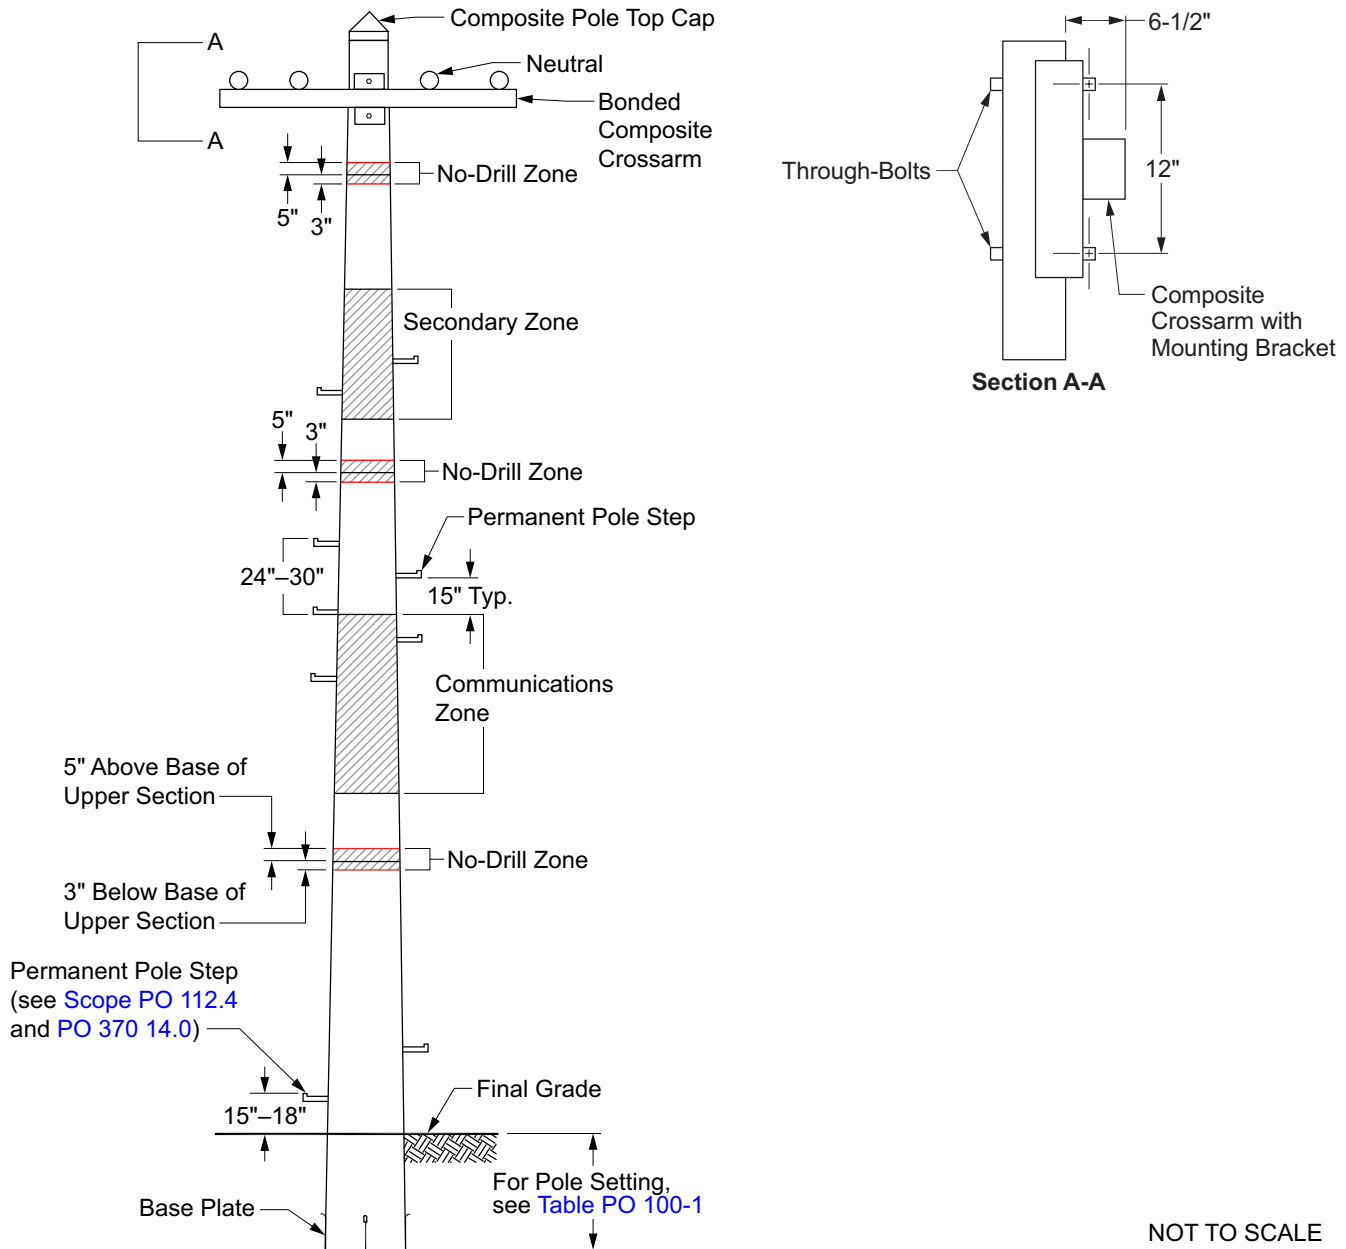 Composite Pole Top Cap
A
Neutral
Bonded
Composite
Crossarm
A
No-Drill Zone
5"
3"
Secondary Zone
5"
3"
No-Drill Zone
Permanent Pole Step
24"–30"
15" Typ.
Communications
Zone
5" Above Base of
Upper Section
No-Drill Zone
3" Below Base of
Upper Section
Permanent Pole Step
(see Scope PO 112.4
and PO 370 14.0)
Final Grade
15"–18"
For Pole Setting,
see Table PO 100-1
Base Plate
6-1/2"
Through-Bolts
12"
Composite
Crossarm with
Mounting Bracket
Section A-A
NOT TO SCALE